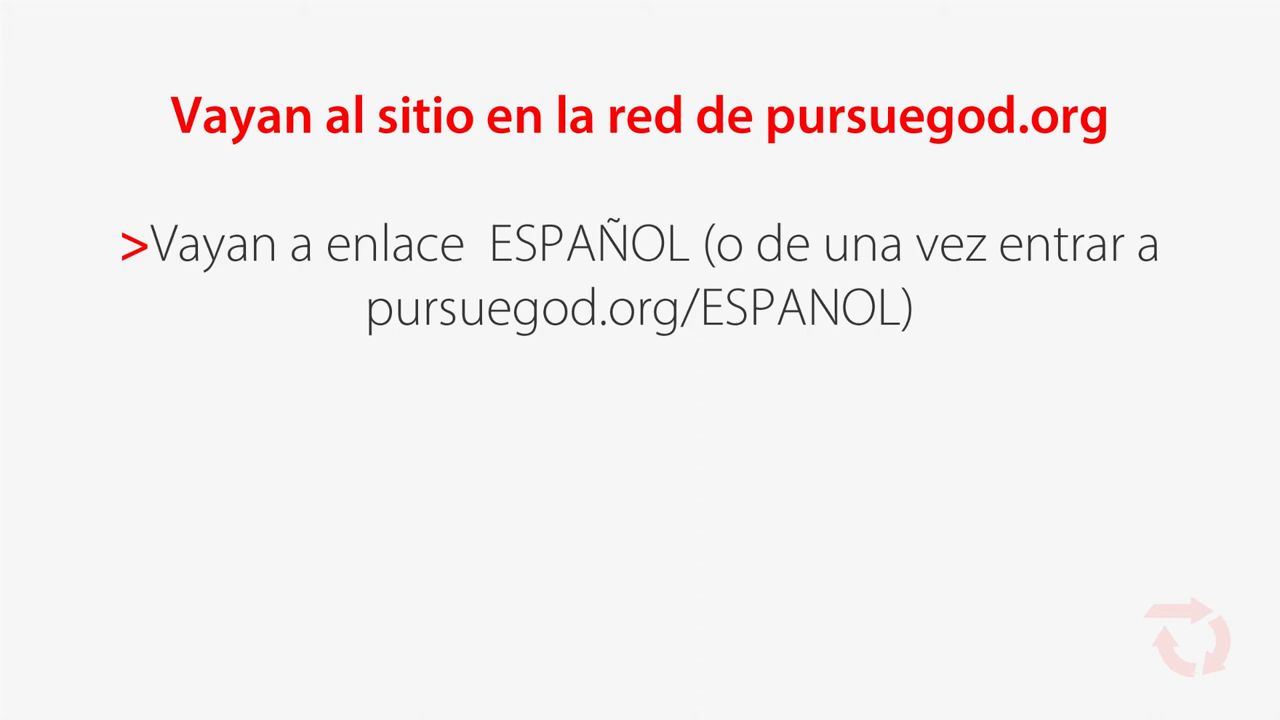 Vayan al sitio en la red de pursuegod.org
>Vayan a enlace  ESPAÑOL (o de una vez entrar a
pursuegod.org/ESPANOL)